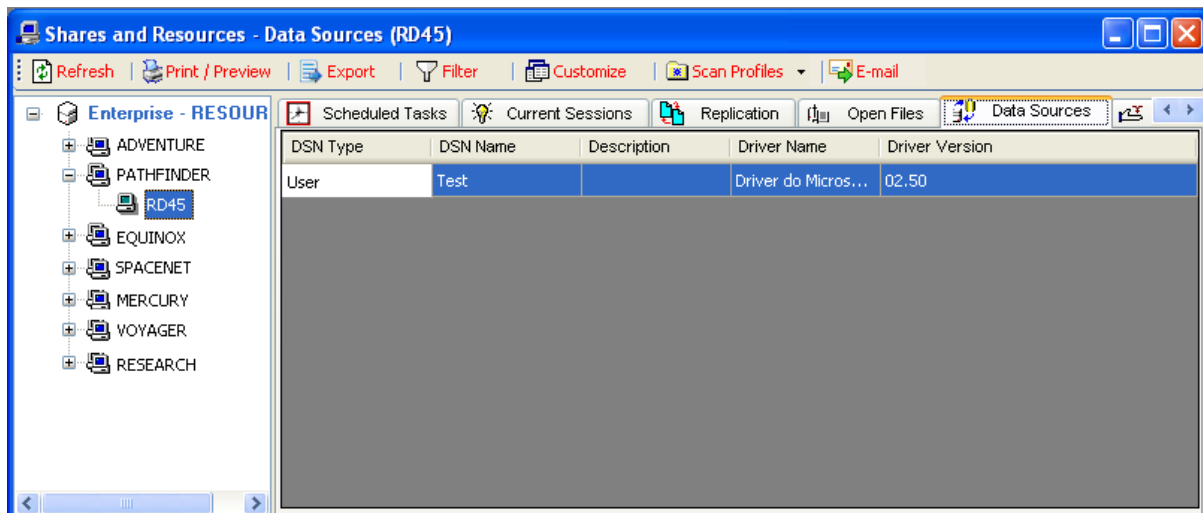 Shares and Resources - Data Sources (RD45)
Refresh Print / Preview Export Filter Customize Scan Profiles E-mail
Enterprise - RESOUR
ADVENTURE
PATHFINDER
RD45
EQUINOX
SPACENET
MERCURY
VOYAGER
RESEARCH
Scheduled Tasks Current Sessions Replication Open Files Data Sources
DSN Type DSN Name Description Driver Name Driver Version
User Test Driver do Micros... 02.50